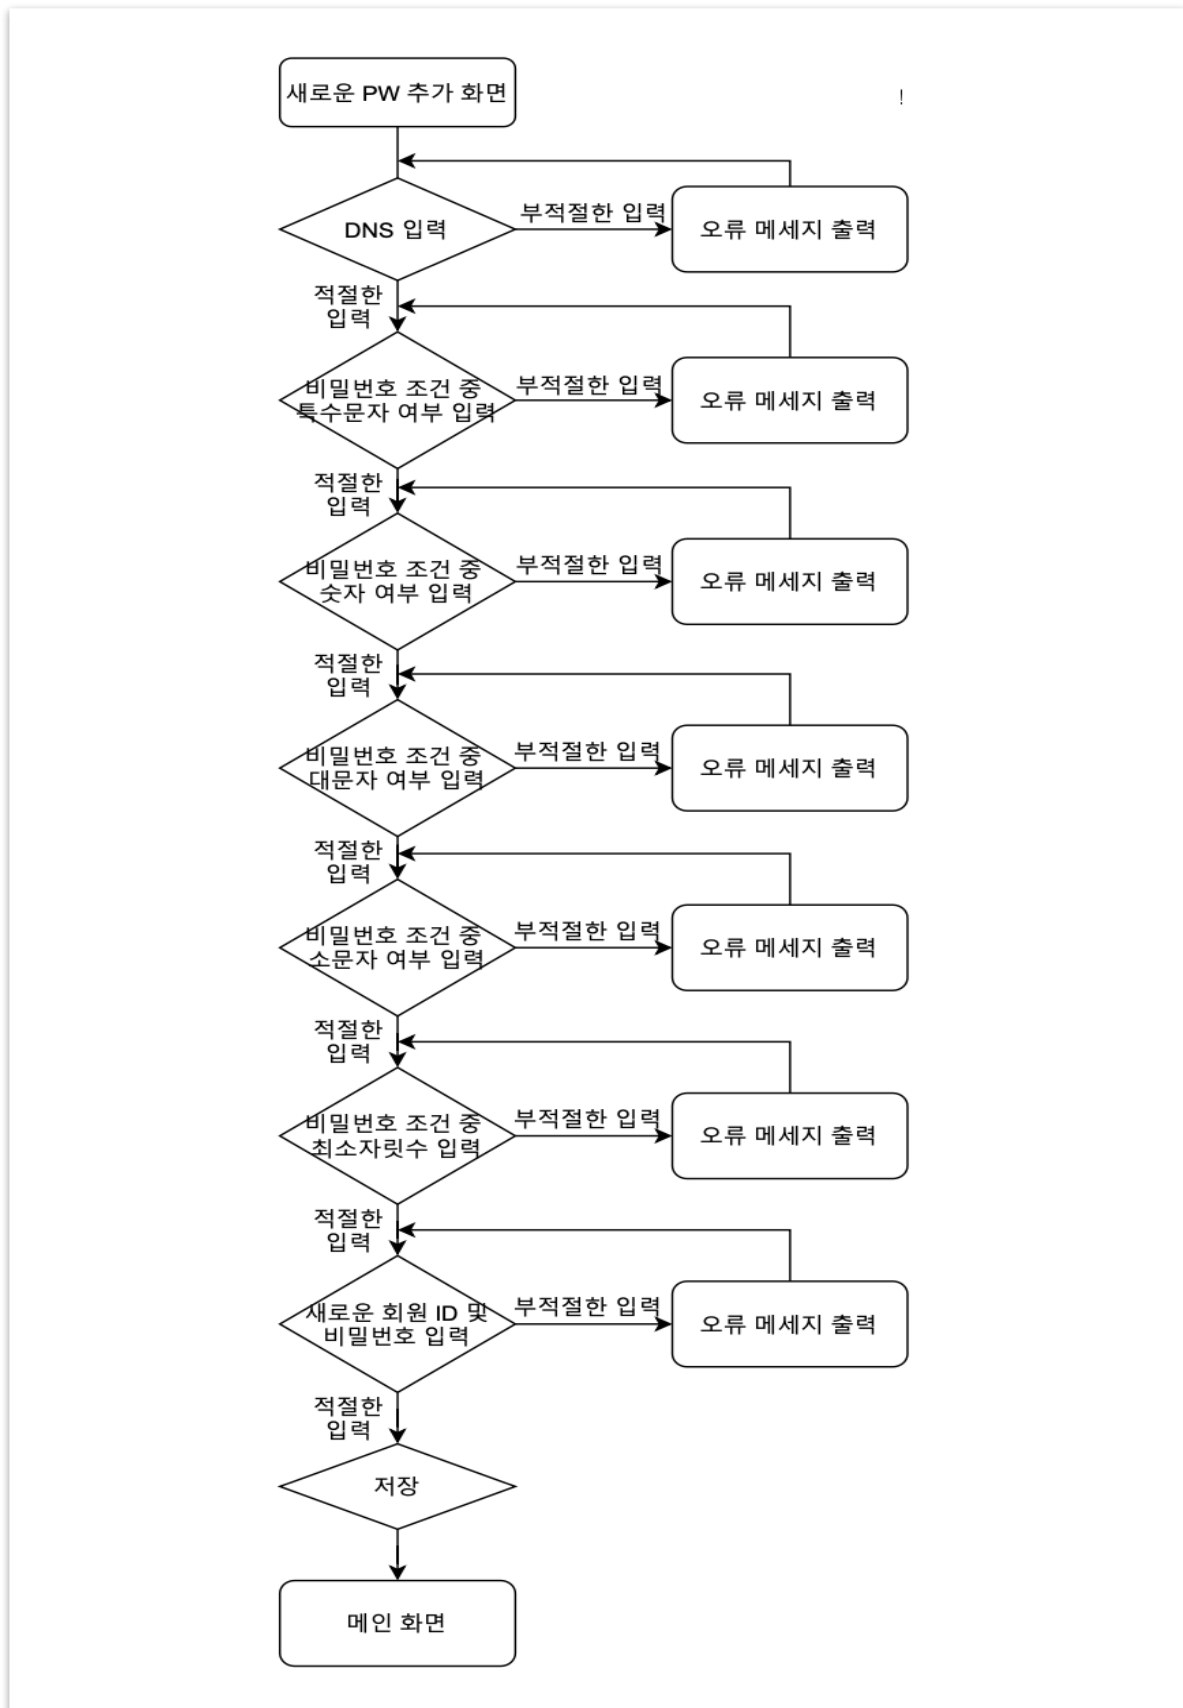 새로운 PW 추가 화면
!
DNS 입력
부적절한 입력
오류 메세지 출력
적절한
입력
비밀번호 조건 중
특수문자 여부 입력
부적절한 입력
오류 메세지 출력
적절한
입력
비밀번호 조건 중
숫자 여부 입력
부적절한 입력
오류 메세지 출력
적절한
입력
비밀번호 조건 중
대문자 여부 입력
부적절한 입력
오류 메세지 출력
적절한
입력
비밀번호 조건 중
소문자 여부 입력
부적절한 입력
오류 메세지 출력
적절한
입력
비밀번호 조건 중
최소자릿수 입력
부적절한 입력
오류 메세지 출력
적절한
입력
새로운 회원 ID 및
비밀번호 입력
부적절한 입력
오류 메세지 출력
적절한
입력
저장
메인 화면